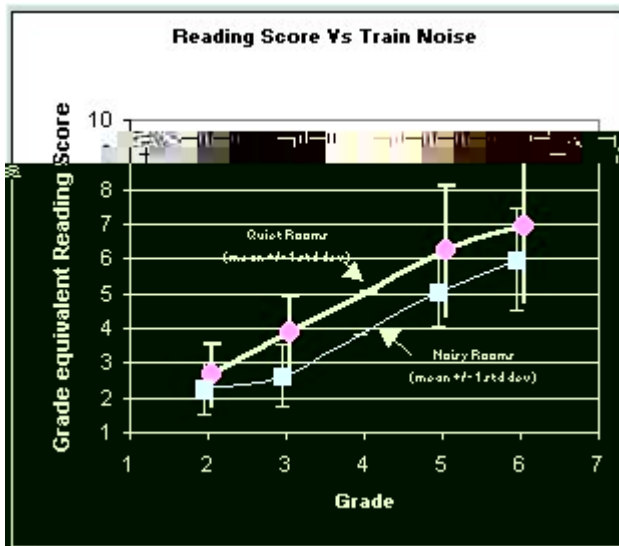 Reading Score Vs Train Noise
Grade equivalent Reading Score
10
8
7
6
5
4
3
2
1
Quiet Rooms
(mean +/- 1 std dev)
Noisy Rooms
(mean +/- 1 std dev)
1 2 3 4 5 6 7
Grade